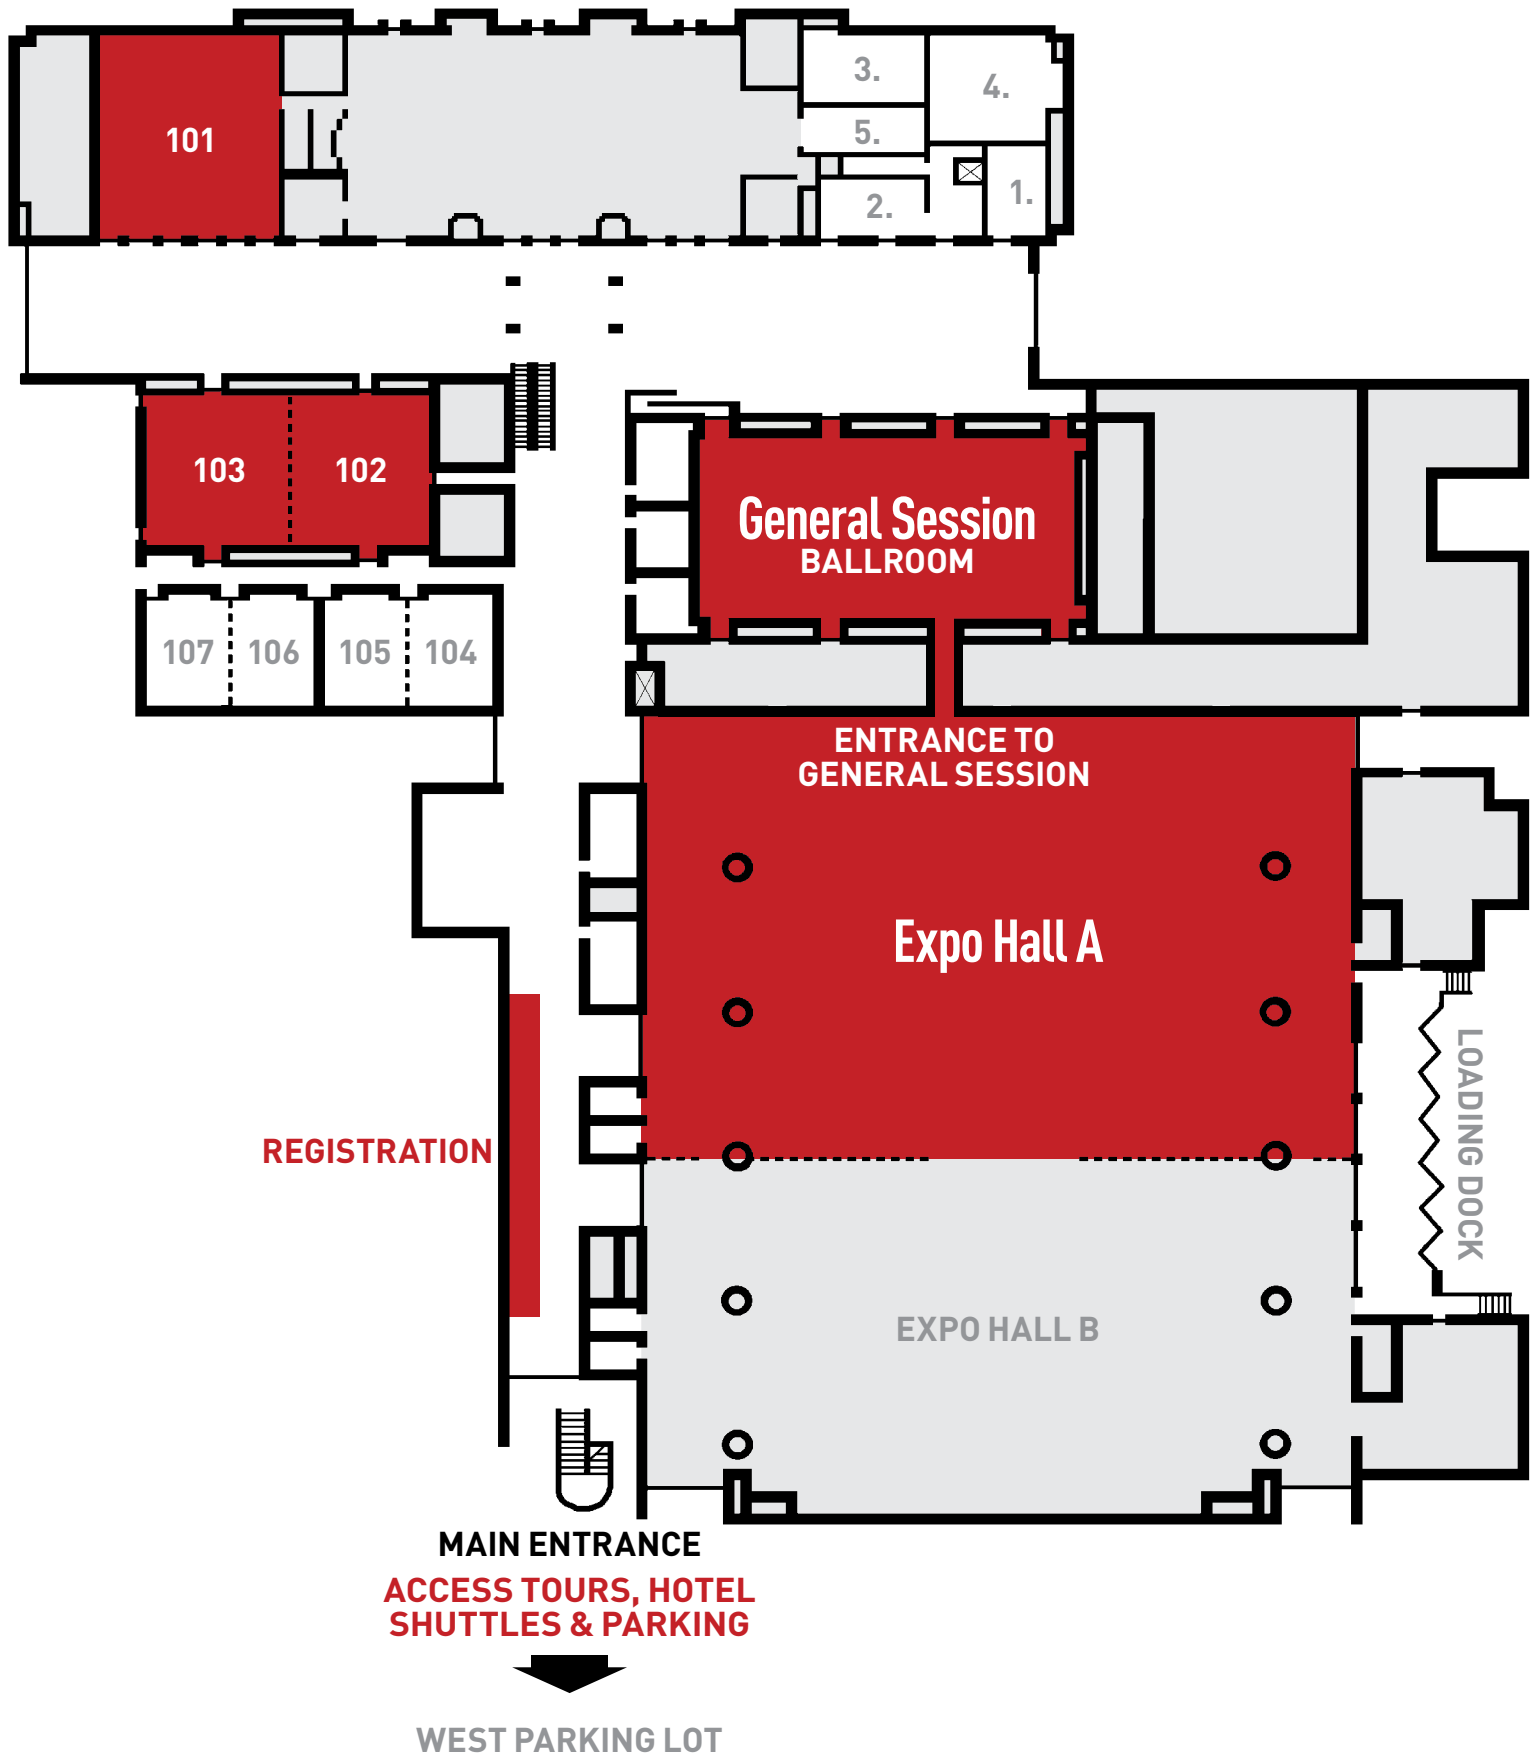 3.
4.
101
5.
1.
2.
103
102
General Session
BALLROOM
107
106
105
104
ENTRANCE TO
GENERAL SESSION
Expo Hall A
LOADING DOCK
REGISTRATION
EXPO HALL B
MAIN ENTRANCE
ACCESS TOURS, HOTEL
SHUTTLES & PARKING
WEST PARKING LOT